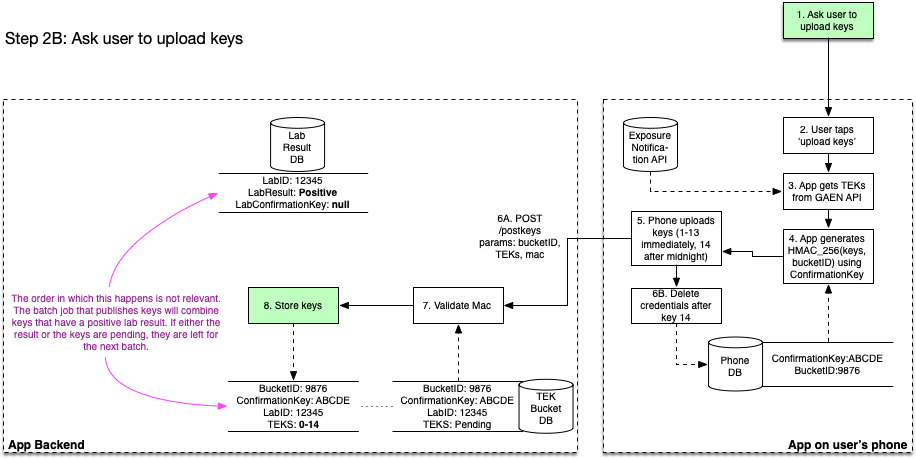 Step 2B: Ask user to upload keys
1. Ask user to
upload keys
2. User taps
‘upload keys’
3. App gets TEKs
from GAEN API
4. App generates
HMAC_256(keys,
bucketID) using
ConfirmationKey
Exposure
Notifica-
tion API
5. Phone uploads
keys (1-13
immediately, 14
after midnight)
6B. Delete
credentials after
key 14
Phone
DB
ConfirmationKey:ABCDE
BucketID:9876
App on user's phone
6A. POST
/postkeys
params: bucketID,
TEKs, mac
Lab
Result
DB
LabID: 12345
LabResult: Positive
LabConfirmationKey: null
The order in which this happens is not relevant.
The batch job that publishes keys will combine
keys that have a positive lab result. If either the
result or the keys are pending, they are left for
the next batch.
8. Store keys
7. Validate Mac
BucketID: 9876
ConfirmationKey: ABCDE
LabID: 12345
TEKS: 0-14
BucketID: 9876
ConfirmationKey: ABCDE
LabID: 12345
TEKS: Pending
TEK
Bucket
DB
App Backend